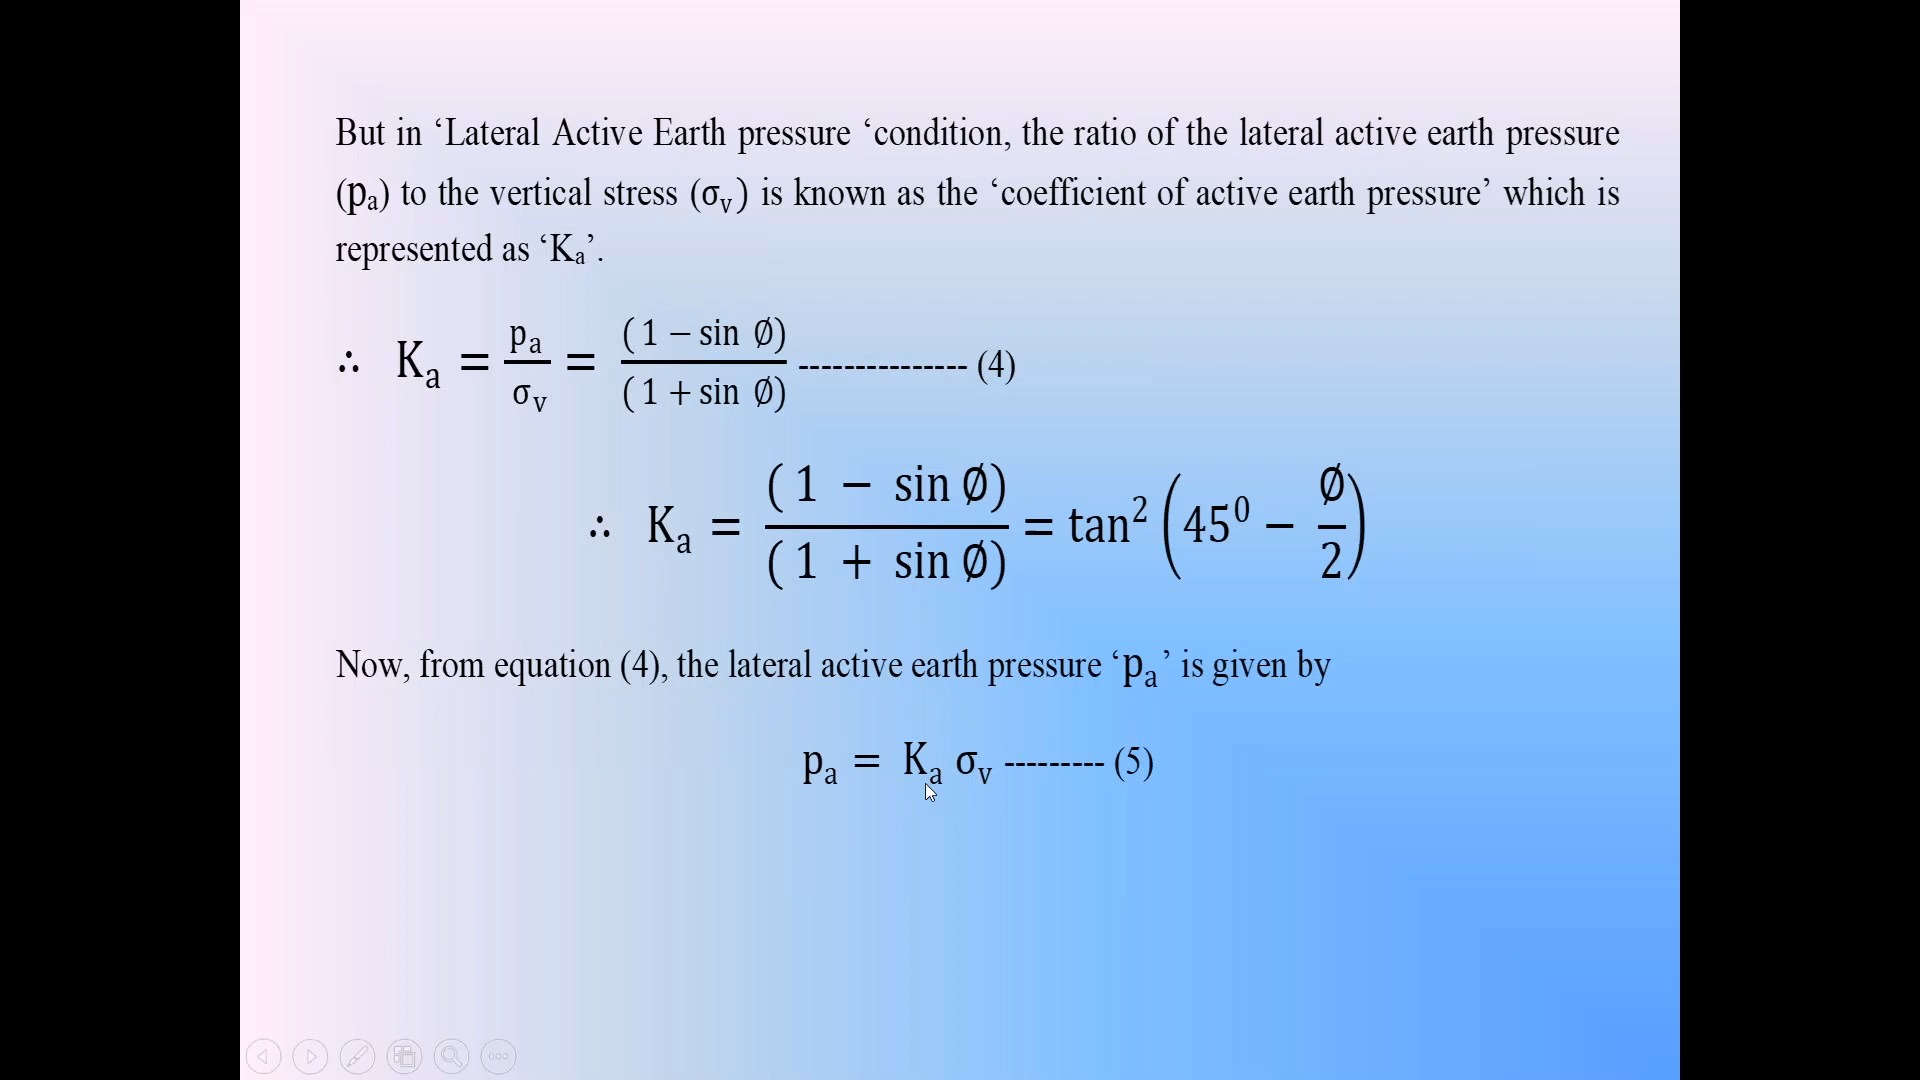 But in ‘Lateral Active Earth pressure ‘condition, the ratio of the lateral active earth pressure
(pₐ) to the vertical stress (σᵥ) is known as the ‘coefficient of active earth pressure’ which is
represented as ‘Kₐ’.
∴ Kₐ = pₐ/σᵥ = (1 − sin ∅)/(1 + sin ∅) --------------- (4)
∴ Kₐ = (1 − sin ∅)/(1 + sin ∅) = tan² (45⁰ − ∅/2)
Now, from equation (4), the lateral active earth pressure ‘pₐ’ is given by
pₐ = Kₐ σᵥ --------- (5)